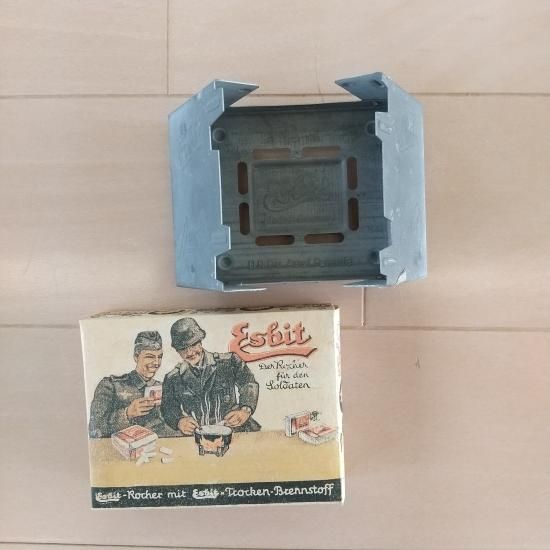 Esbit
Der Kocher
für den
Soldaten
Esbit-Kocher mit Esbit-Trocken-Brennstoff